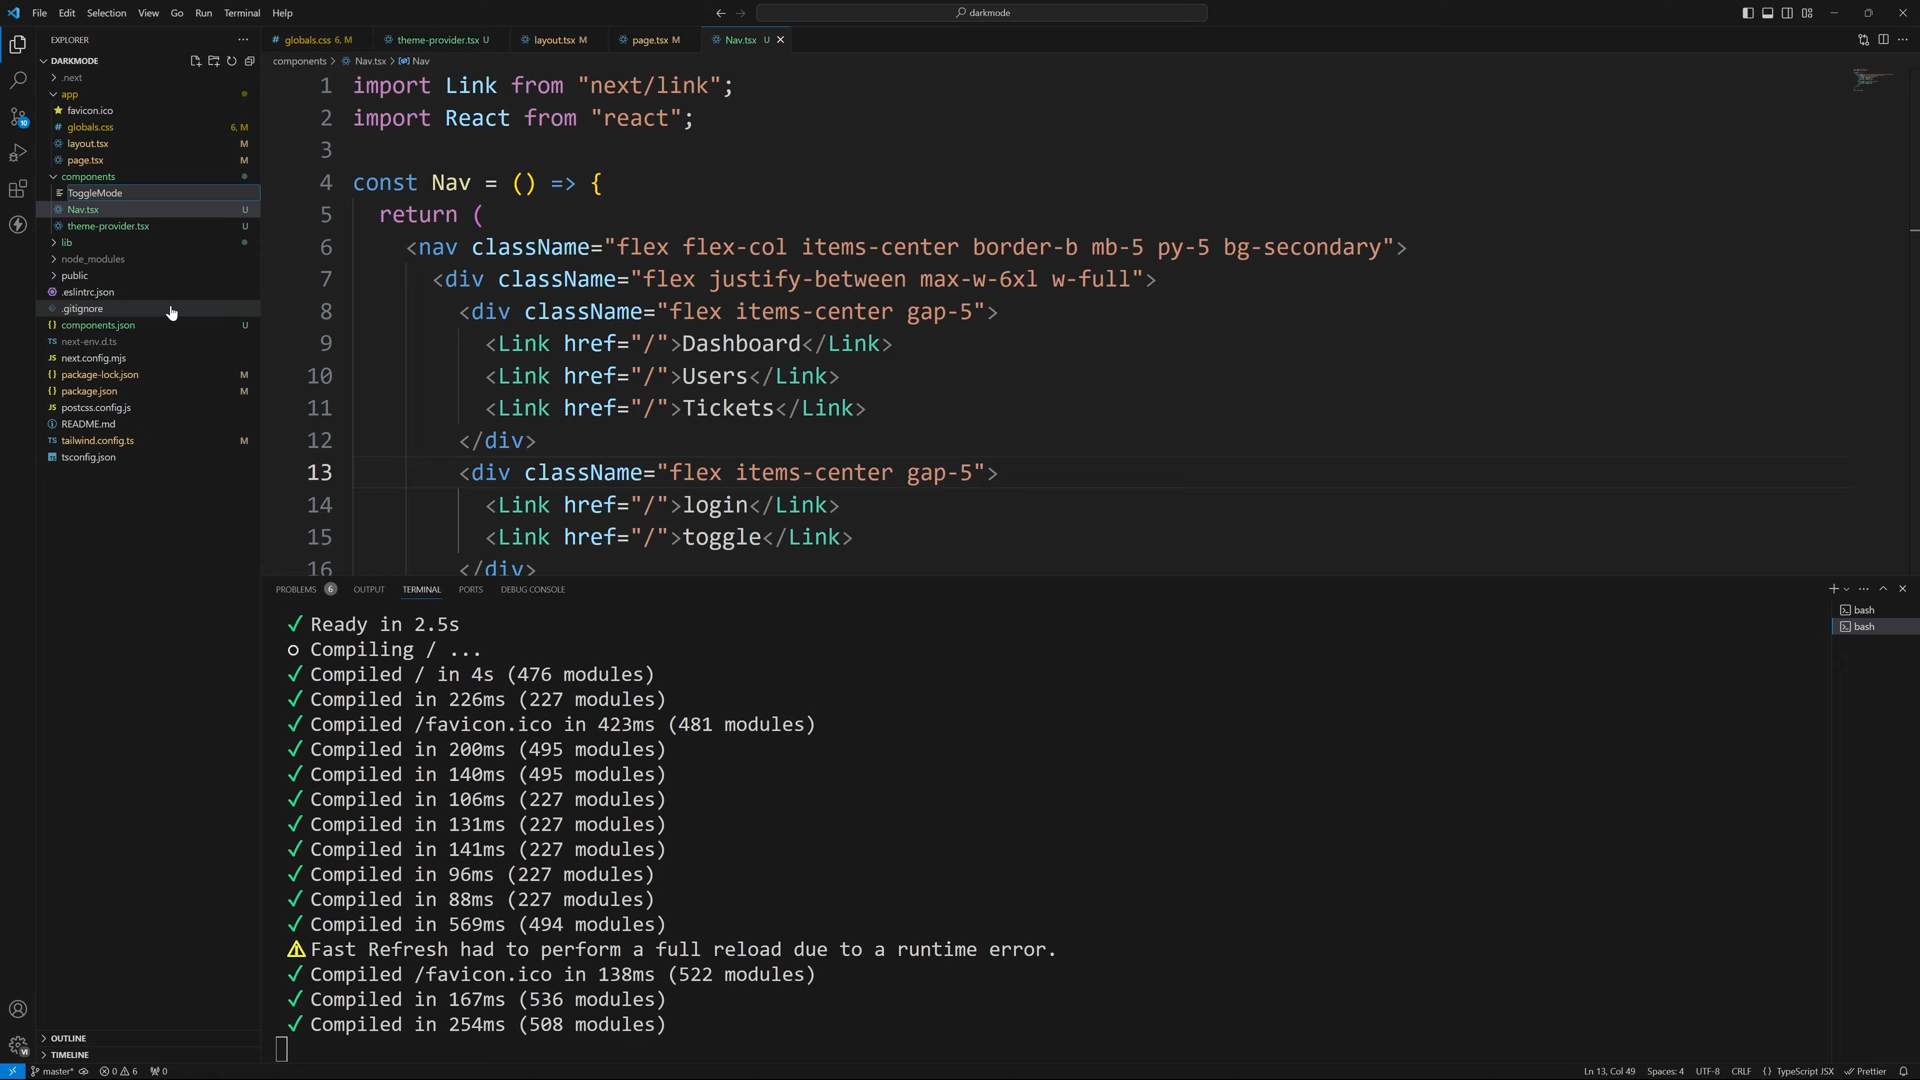 File Edit Selection View Go Run Terminal Help
darkmode
EXPLORER
globals.css 6, M
theme-provider.tsx U
layout.tsx M
page.tsx M
Nav.tsx U
DARKMODE
components > Nav.tsx > Nav
.next
app
favicon.ico
globals.css 6, M
layout.tsx M
page.tsx M
components
ToggleMode
Nav.tsx U
theme-provider.tsx U
lib
node_modules
public
.eslintrc.json
.gitignore
components.json U
next-env.d.ts
next.config.mjs
package-lock.json M
package.json M
postcss.config.js
README.md
tailwind.config.ts M
tsconfig.json
1 import Link from "next/link";
2 import React from "react";
3
4 const Nav = () => {
5 return (
6 <nav className="flex flex-col items-center border-b mb-5 py-5 bg-secondary">
7 <div className="flex justify-between max-w-6xl w-full">
8 <div className="flex items-center gap-5">
9 <Link href="/">Dashboard</Link>
10 <Link href="/">Users</Link>
11 <Link href="/">Tickets</Link>
12 </div>
13 <div className="flex items-center gap-5">
14 <Link href="/">login</Link>
15 <Link href="/">toggle</Link>
16 </div>
PROBLEMS 6 OUTPUT TERMINAL PORTS DEBUG CONSOLE
✓ Ready in 2.5s
○ Compiling / ...
✓ Compiled / in 4s (476 modules)
✓ Compiled in 226ms (227 modules)
✓ Compiled /favicon.ico in 423ms (481 modules)
✓ Compiled in 200ms (495 modules)
✓ Compiled in 140ms (495 modules)
✓ Compiled in 106ms (227 modules)
✓ Compiled in 131ms (227 modules)
✓ Compiled in 141ms (227 modules)
✓ Compiled in 96ms (227 modules)
✓ Compiled in 88ms (227 modules)
✓ Compiled in 569ms (494 modules)
⚠ Fast Refresh had to perform a full reload due to a runtime error.
✓ Compiled /favicon.ico in 138ms (522 modules)
✓ Compiled in 167ms (536 modules)
✓ Compiled in 254ms (508 modules)
bash
bash
10
VI
OUTLINE
TIMELINE
master* 0 6 0
Ln 13, Col 49 Spaces: 4 UTF-8 CRLF {} TypeScript JSX Prettier